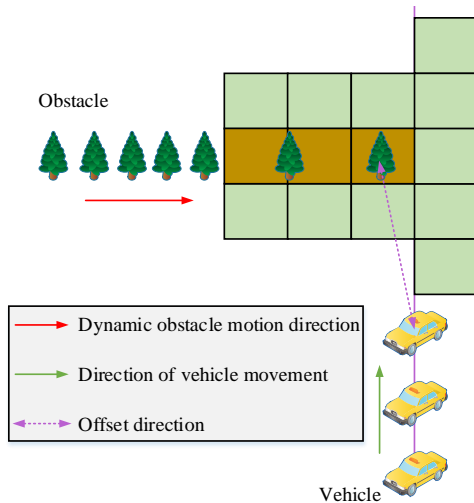 Obstacle
Dynamic obstacle motion direction
Direction of vehicle movement
Offset direction
Vehicle